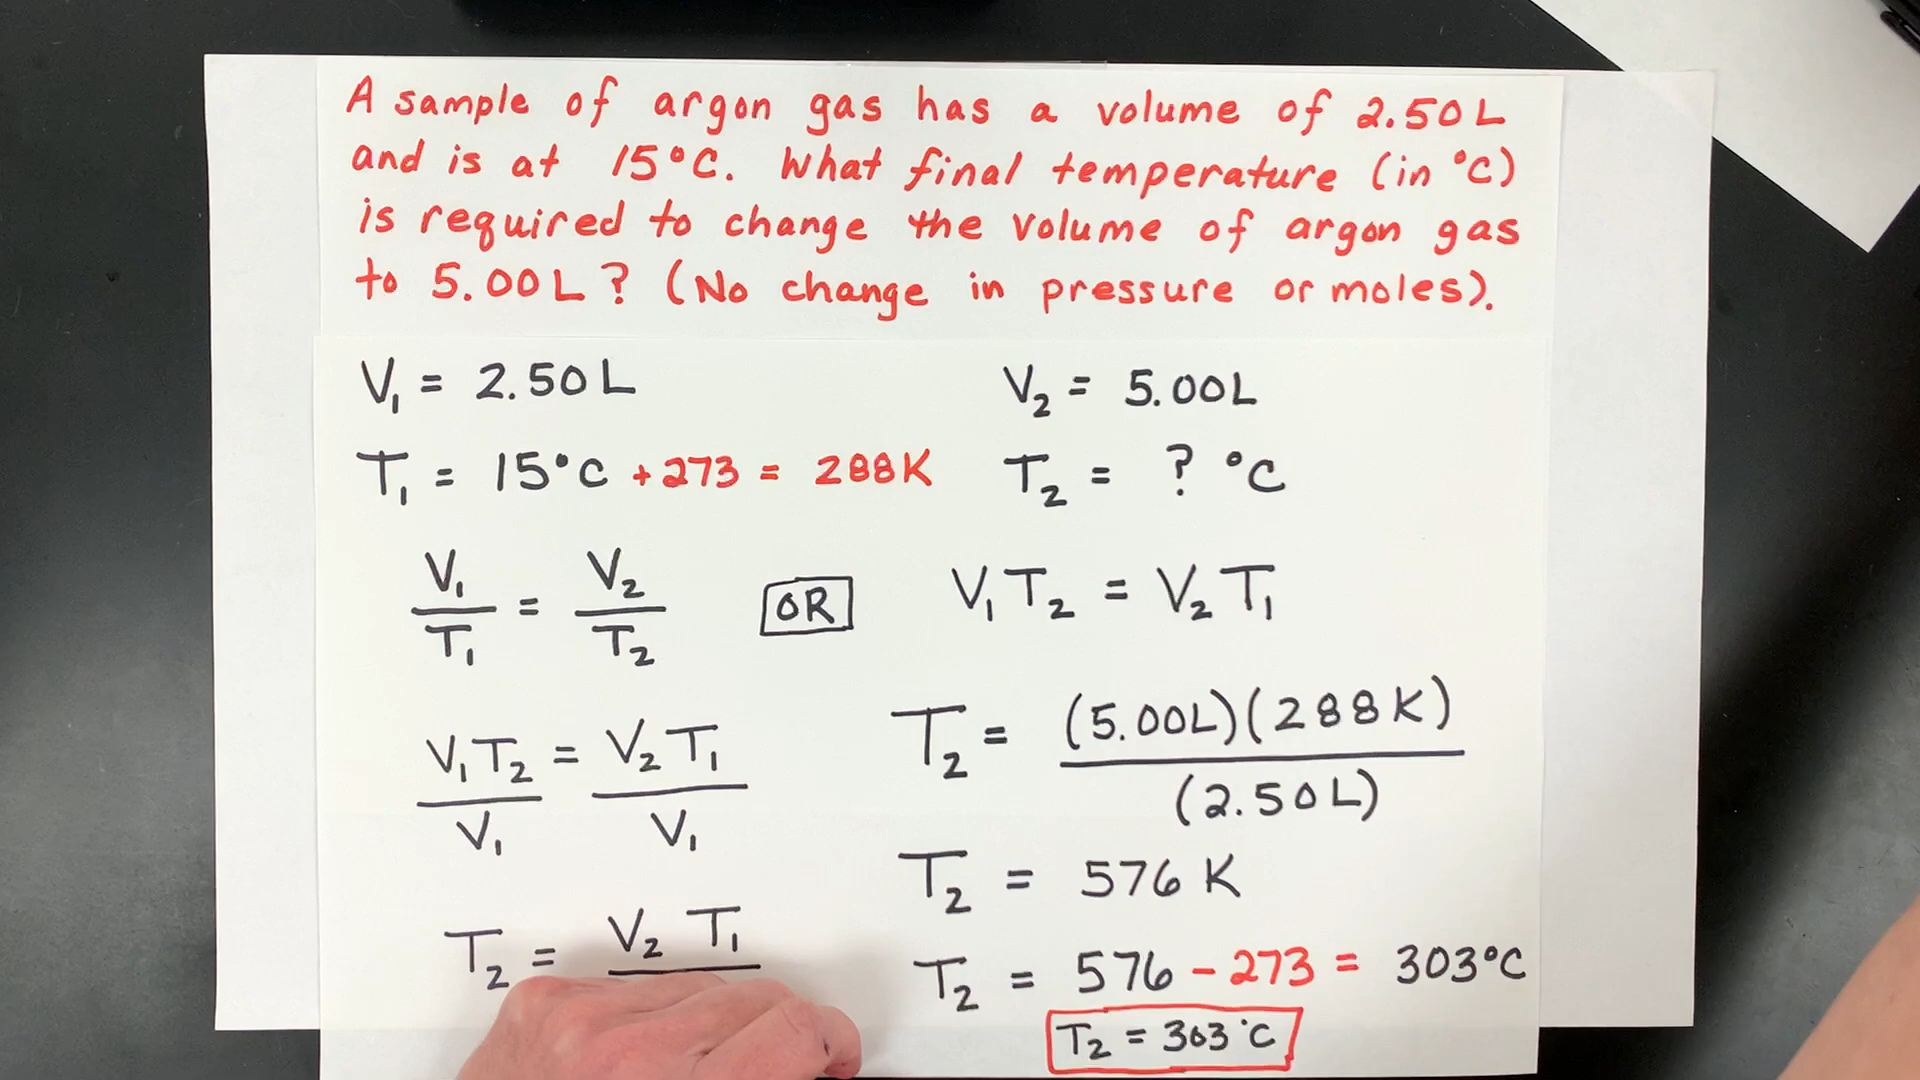 A sample of argon gas has a volume of 2.50 L
and is at 15°C. What final temperature (in °C)
is required to change the volume of argon gas
to 5.00 L? (No change in pressure or moles).
V₁ = 2.50 L
V₂ = 5.00L
T₁ = 15°C + 273 = 288K
T₂ = ? °C
V₁/T₁ = V₂/T₂
OR
V₁T₂ = V₂T₁
V₁T₂/V₁ = V₂T₁/V₁
T₂ = (5.00L)(288K)/(2.50L)
T₂ = 576 K
T₂ = V₂ T₁
T₂ = 576 - 273 = 303°C
T₂ = 303°C